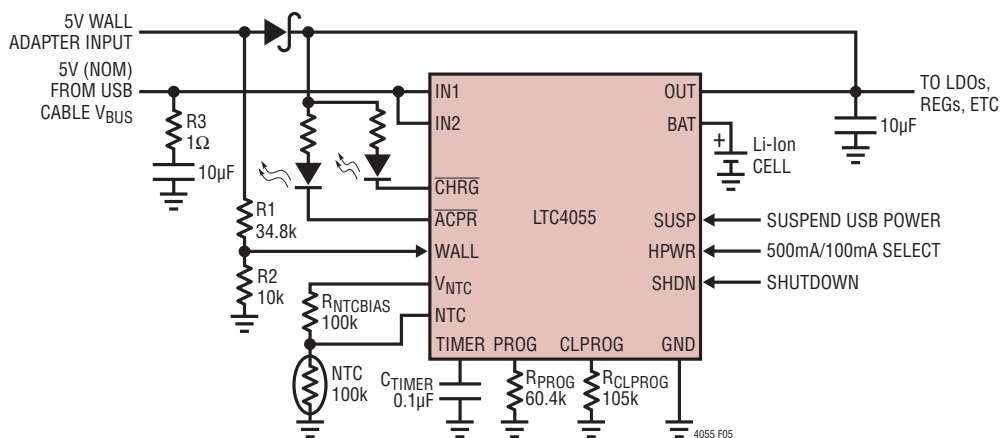 5V WALL
ADAPTER INPUT
5V (NOM)
FROM USB
CABLE VBUS
R3
1Ω
10µF
R1
34.8k
R2
10k
RNTCBIAS
100k
NTC
100k
IN1
IN2
CHRG
ACPR
WALL
VNTC
NTC
TIMER
PROG
CLPROG
GND
LTC4055
OUT
BAT
SUSP
HPWR
SHDN
TO LDOs,
REGs, ETC
10µF
+
Li-Ion
CELL
SUSPEND USB POWER
500mA/100mA SELECT
SHUTDOWN
CTIMER
0.1µF
RPROG
60.4k
RCLPROG
105k
4055 F05